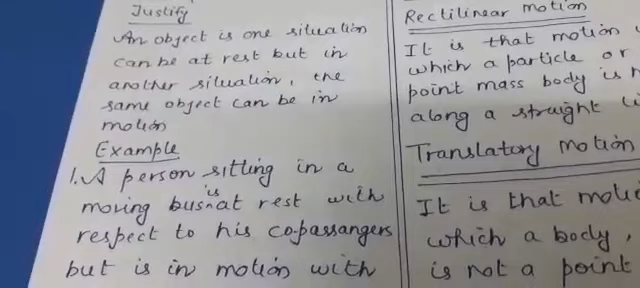 Justify
An object is one situation
can be at rest but in
another situation, the
same object can be in
motion
Example
1. A person sitting in a
moving bus is at rest with
respect to his copassangers
but is in motion with
Rectilinear motion
It is that motion
which a particle or
point mass body is
along a straight
Translatory motion
It is that
which a body,
is not a point